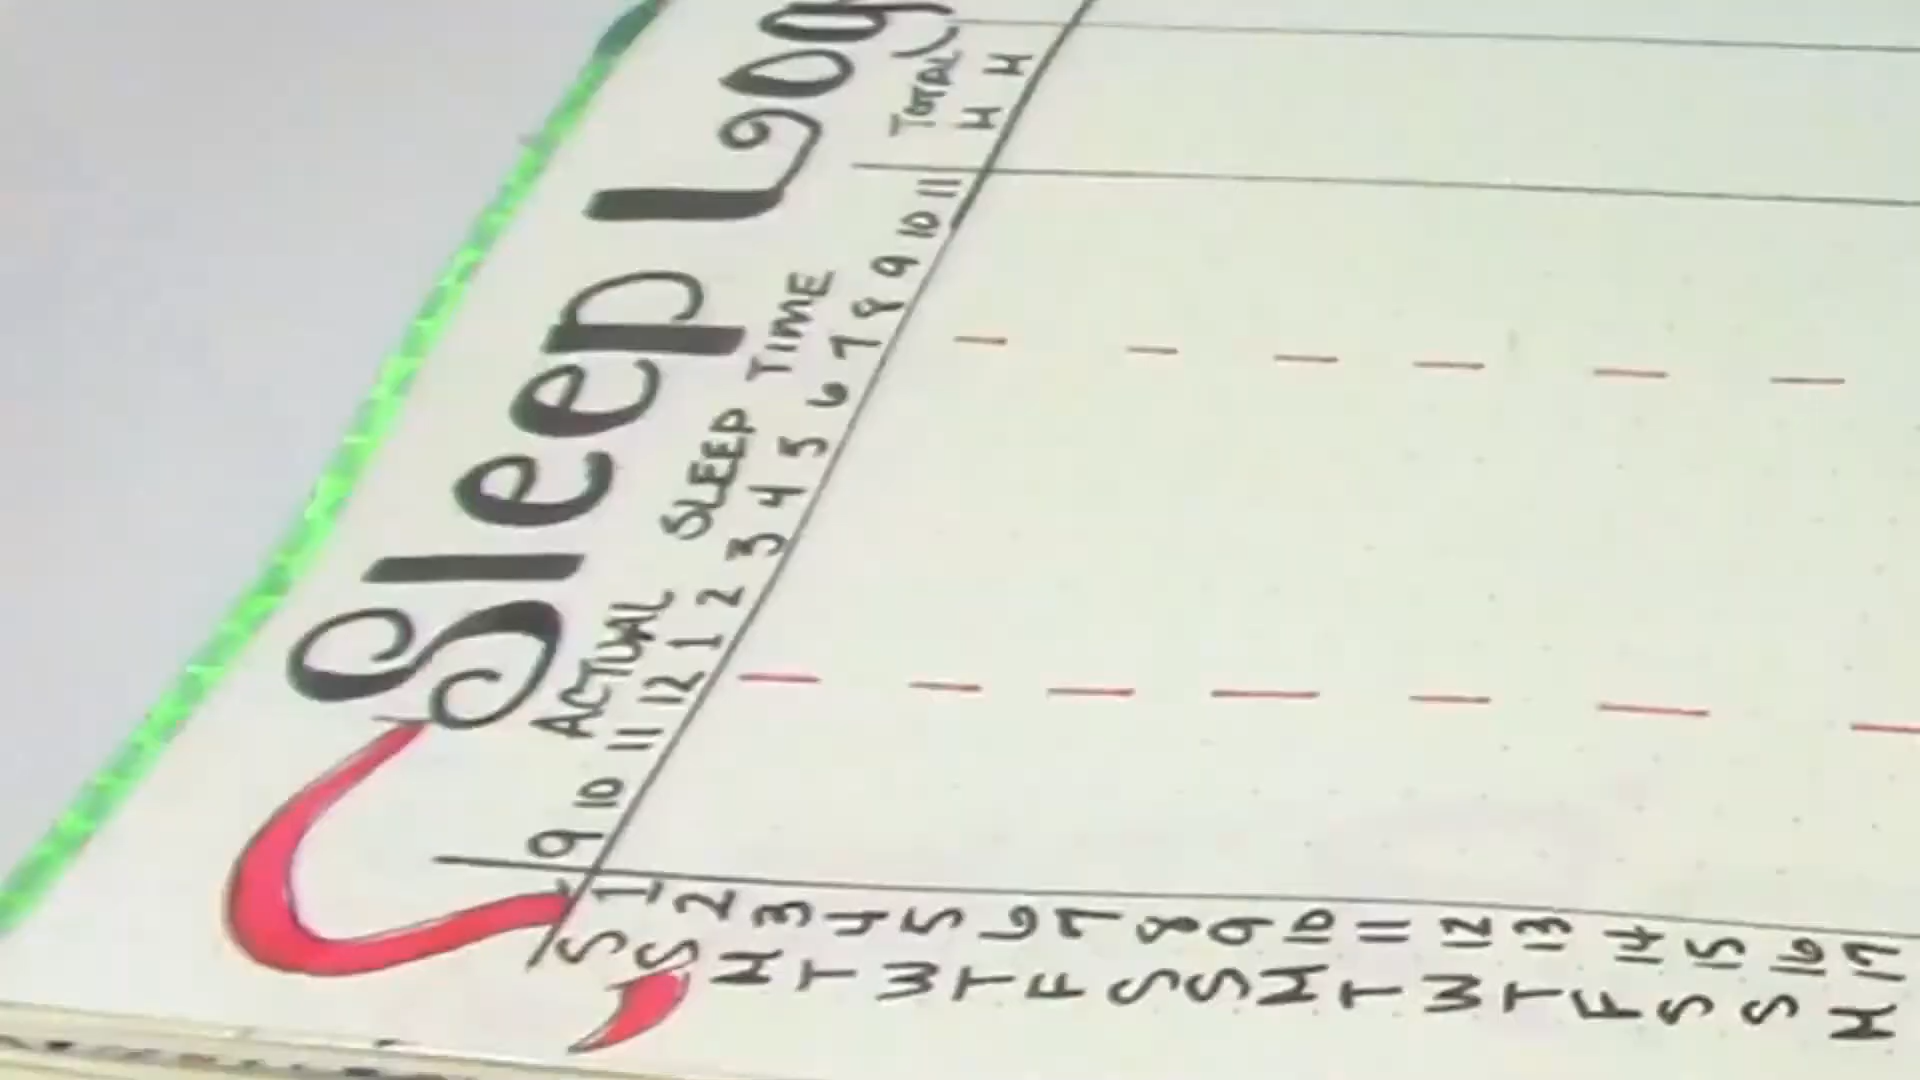 Sleep Log
ACTUAL SLEEP TIME
TOTAL
9 10 11 12 1 2 3 4 5 6 7 8 9 10 11
H H
S 1
S 2
M 3
T 4
W 5
T 6
F 7
S 8
S 9
M 10
T 11
W 12
T 13
F 14
S 15
S 16
M 17